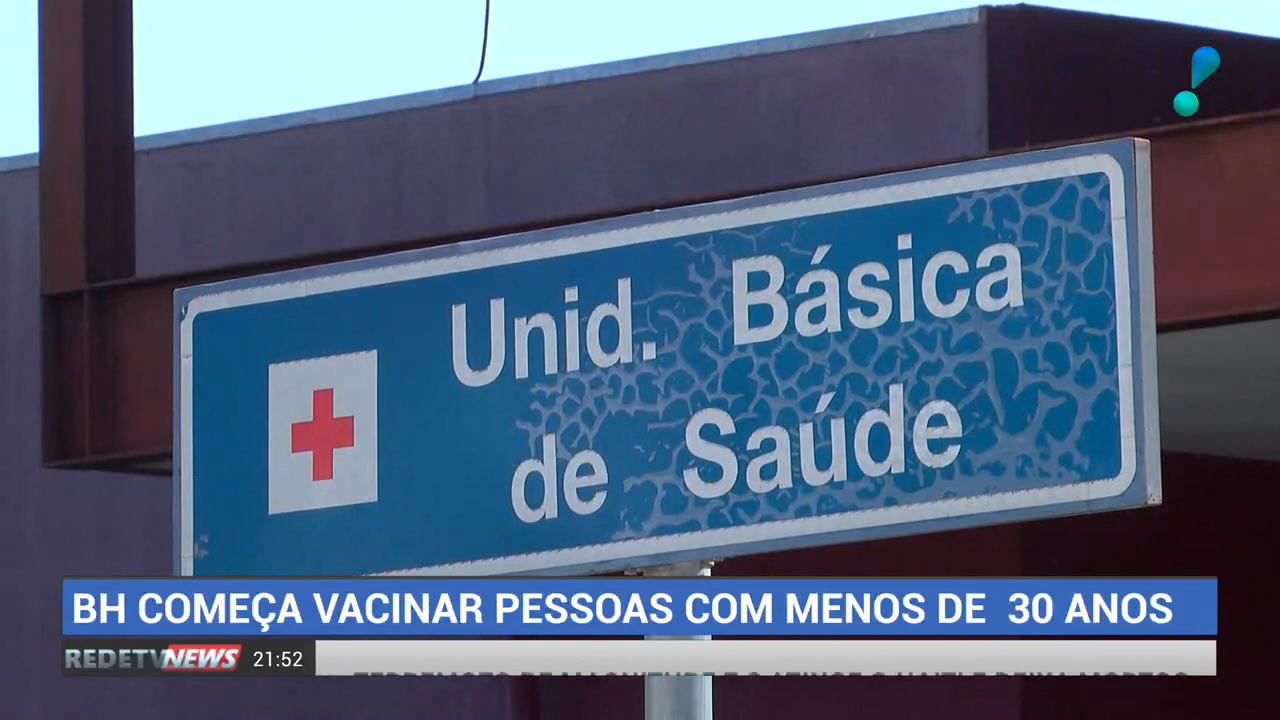 Unid. Básica
de Saúde
BH COMEÇA VACINAR PESSOAS COM MENOS DE 30 ANOS
REDETV NEWS 21:52